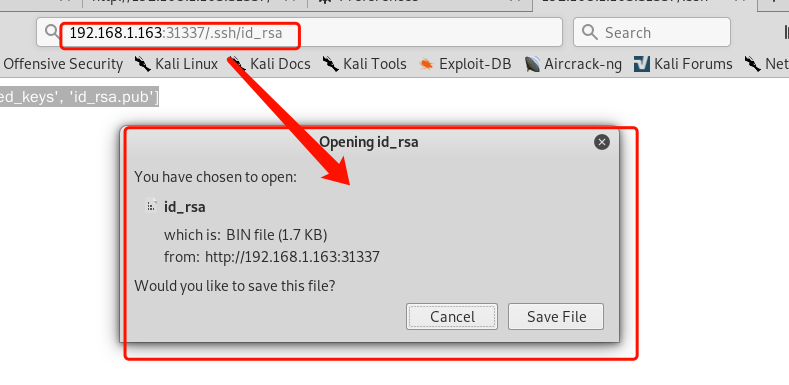 192.168.1.163:31337/.ssh/id_rsa
Search
Offensive Security Kali Linux Kali Docs Kali Tools Exploit-DB Aircrack-ng Kali Forums Net
ed_keys', 'id_rsa.pub']
Opening id_rsa
You have chosen to open:
id_rsa
which is: BIN file (1.7 KB)
from: http://192.168.1.163:31337
Would you like to save this file?
Cancel Save File